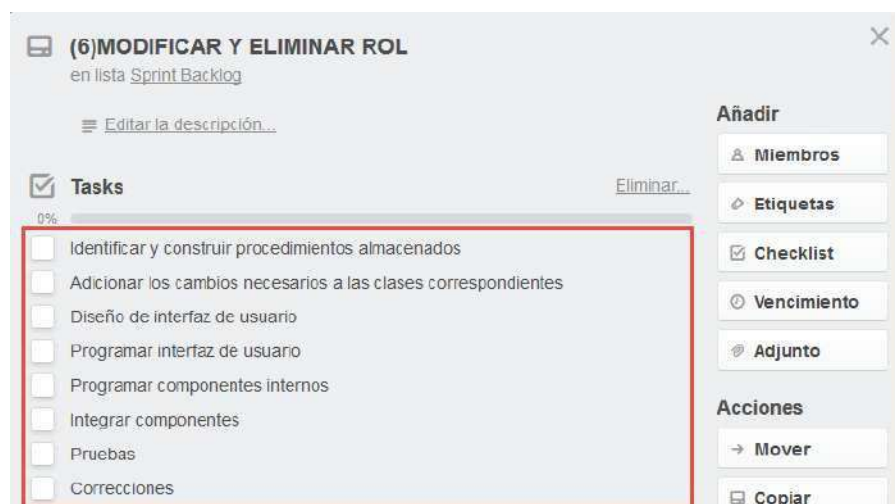 (6)MODIFICAR Y ELIMINAR ROL
en lista Sprint Backlog
Editar la descripción...
Tasks
Eliminar...
0%
Identificar y construir procedimientos almacenados
Adicionar los cambios necesarios a las clases correspondientes
Diseño de interfaz de usuario
Programar interfaz de usuario
Programar componentes internos
Integrar componentes
Pruebas
Correcciones
Añadir
Miembros
Etiquetas
Checklist
Vencimiento
Adjunto
Acciones
Mover
Copiar